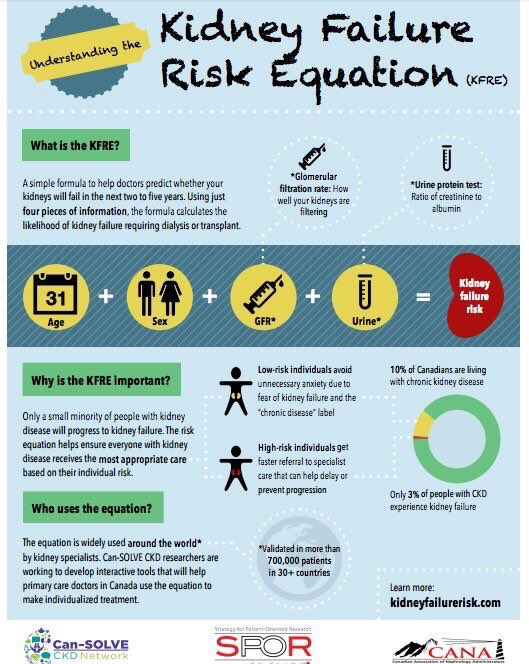 Understanding the
Kidney Failure
Risk Equation (KFRE)
What is the KFRE?
A simple formula to help doctors predict whether your
kidneys will fail in the next two to five years. Using just
four pieces of information, the formula calculates the
likelihood of kidney failure requiring dialysis or transplant.
*Glomerular
filtration rate: How
well your kidneys are
filtering
*Urine protein test:
Ratio of creatinine to
albumin
31
Age
+
Sex
+
GFR*
+
Urine*
=
Kidney
failure
risk
Why is the KFRE important?
Only a small minority of people with kidney
disease will progress to kidney failure. The risk
equation helps ensure everyone with kidney
disease receives the most appropriate care
based on their individual risk.
Low-risk individuals avoid
unnecessary anxiety due to
fear of kidney failure and the
"chronic disease" label
High-risk individuals get
faster referral to specialist
care that can help delay or
prevent progression
10% of Canadians are living
with chronic kidney disease
Only 3% of people with CKD
experience kidney failure
Who uses the equation?
The equation is widely used around the world*
by kidney specialists. Can-SOLVE CKD researchers are
working to develop interactive tools that will help
primary care doctors in Canada use the equation to
make individualized treatment.
*Validated in more than
700,000 patients
in 30+ countries
Learn more:
kidneyfailurerisk.com
Can-SOLVE
CKD Network
Strategy for Patient-Oriented Research
SPOR
CANA
Canadian Association of Nephrology Administrators